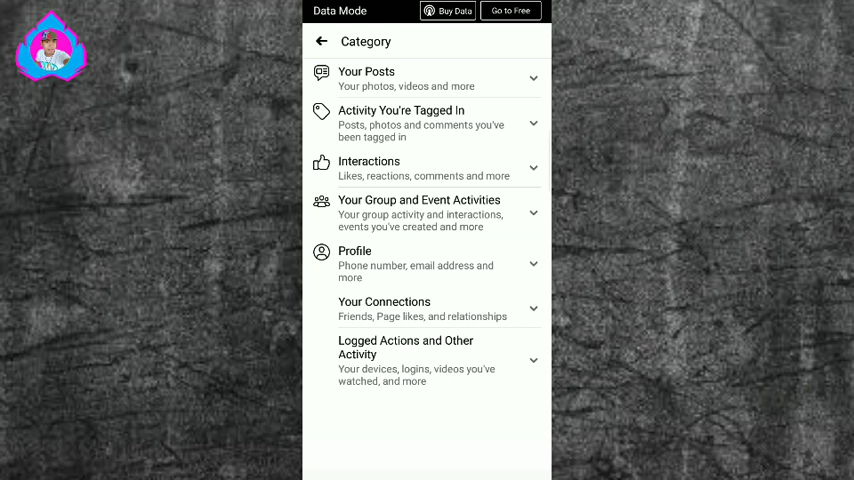 Data Mode
Buy Data
Go to Free
Category
Your Posts
Your photos, videos and more
Activity You're Tagged In
Posts, photos and comments you've
been tagged in
Interactions
Likes, reactions, comments and more
Your Group and Event Activities
Your group activity and interactions,
events you've created and more
Profile
Phone number, email address and
more
Your Connections
Friends, Page likes, and relationships
Logged Actions and Other
Activity
Your devices, logins, videos you've
watched, and more